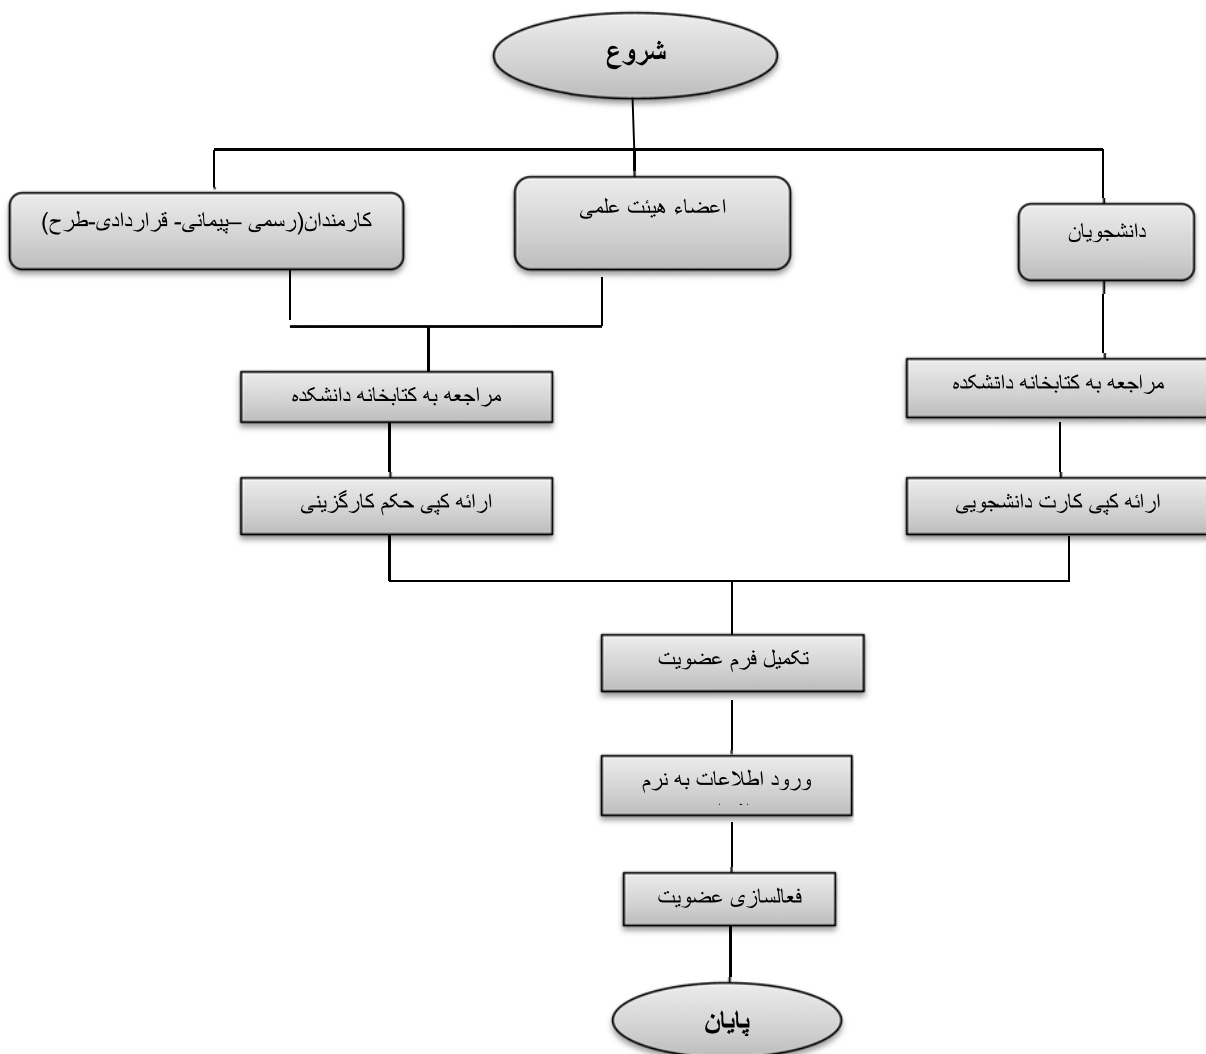 شروع
دانشجویان
اعضاء هیئت علمی
کارمندان(رسمی –پیمانی- قراردادی-طرح)
مراجعه به کتابخانه داتشکده
مراجعه به کتابخانه دانشکده
ارائه کپی کارت دانشجویی
ارائه کپی حکم کارگزینی
تکمیل فرم عضویت
ورود اطلاعات به نرم
فعالسازی عضویت
پایان